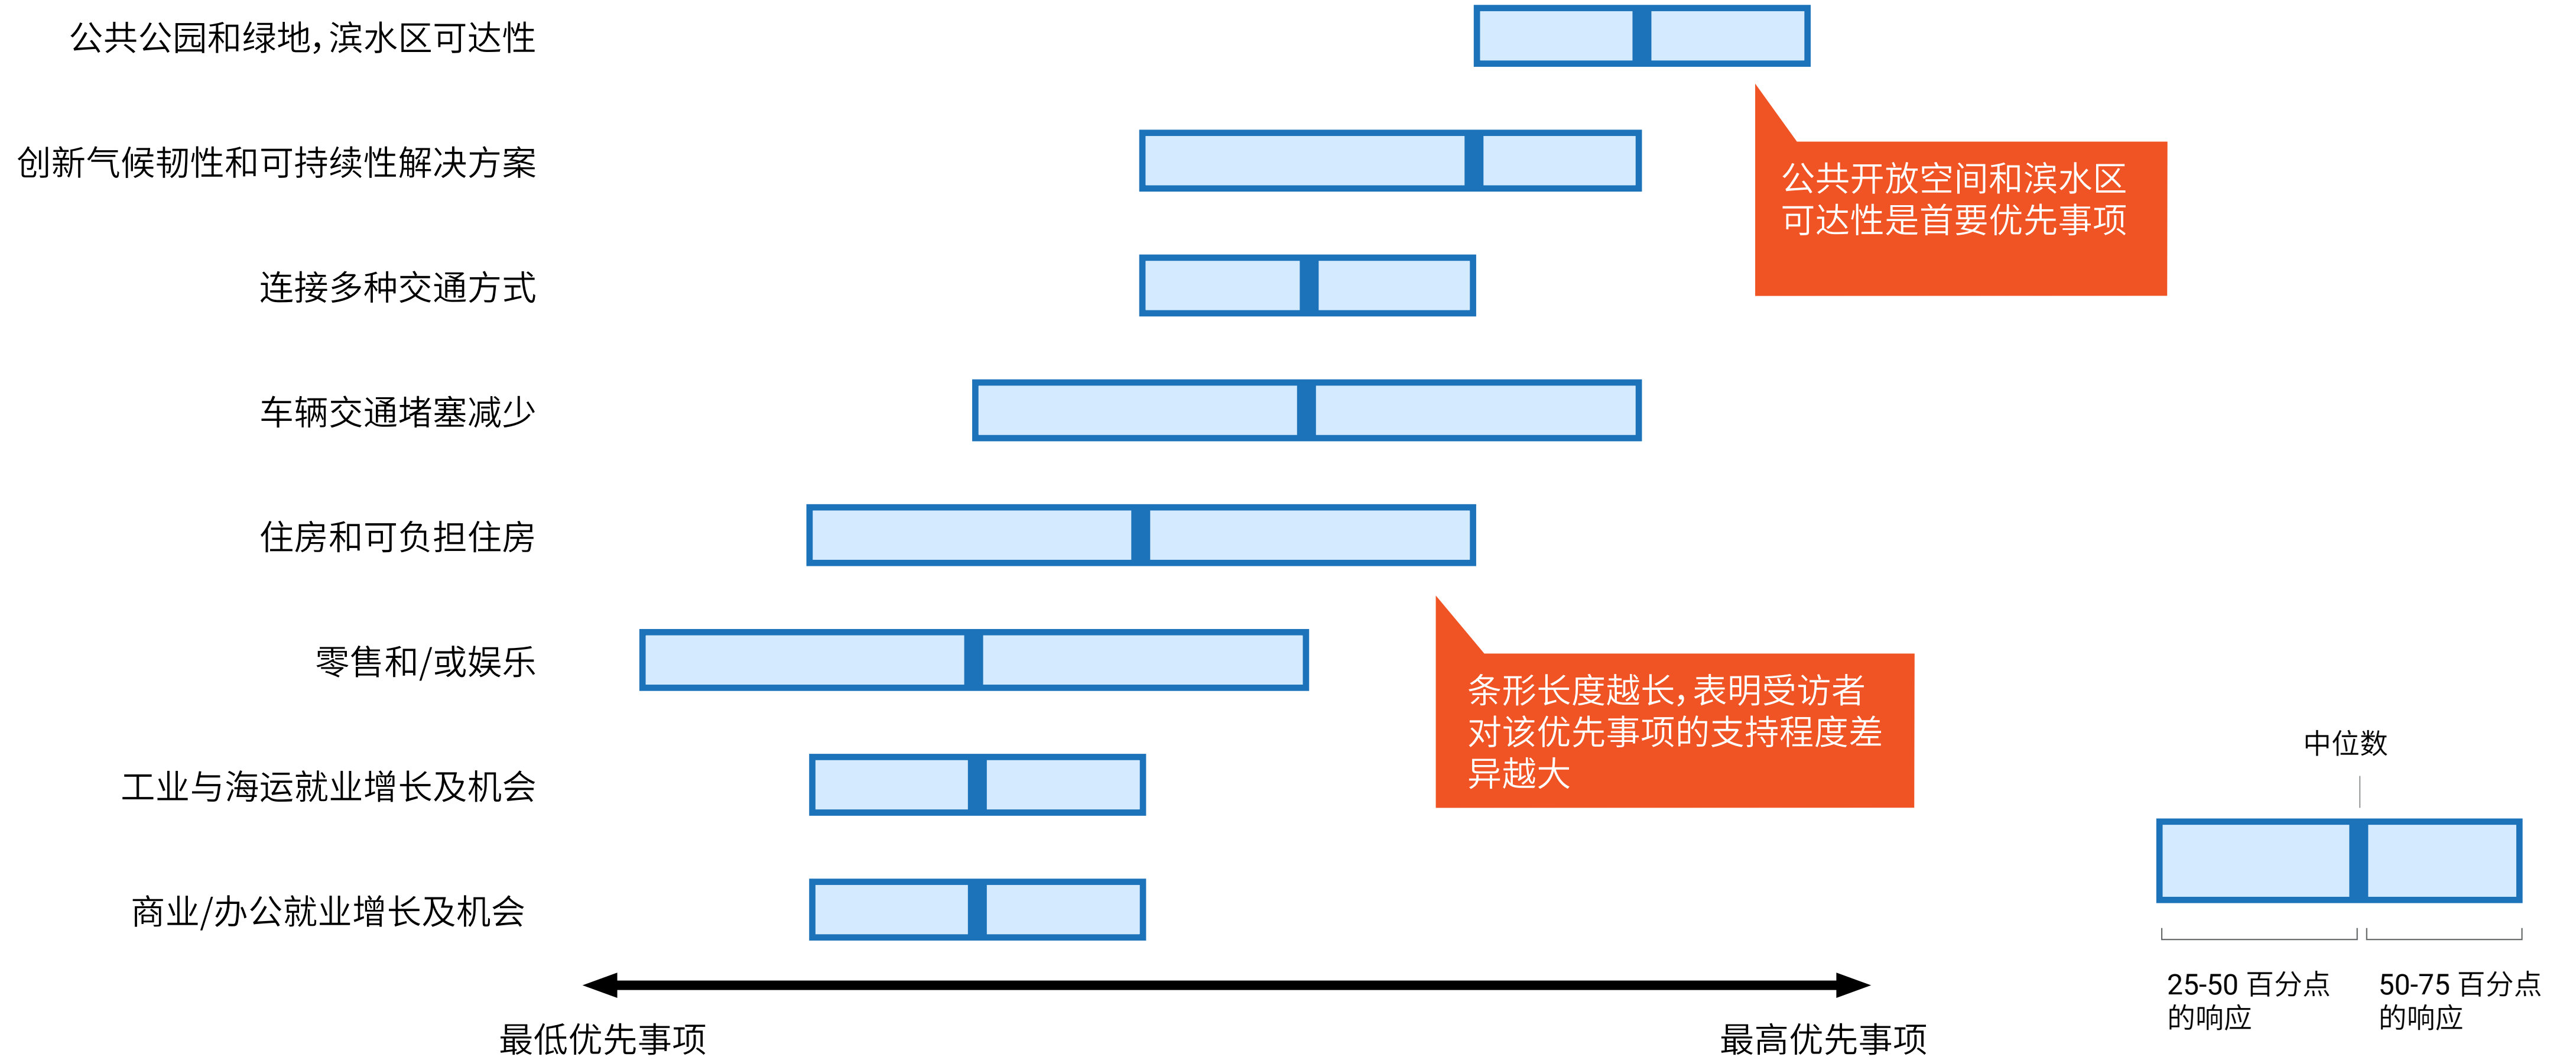 公共公园和绿地，滨水区可达性
创新气候韧性和可持续性解决方案
公共开放空间和滨水区
可达性是首要优先事项
连接多种交通方式
车辆交通堵塞减少
住房和可负担住房
零售和/或娱乐
条形长度越长，表明受访者
对该优先事项的支持程度差
异越大
工业与海运就业增长及机会
商业/办公就业增长及机会
最低优先事项
最高优先事项
中位数
25-50 百分点
的响应
50-75 百分点
的响应